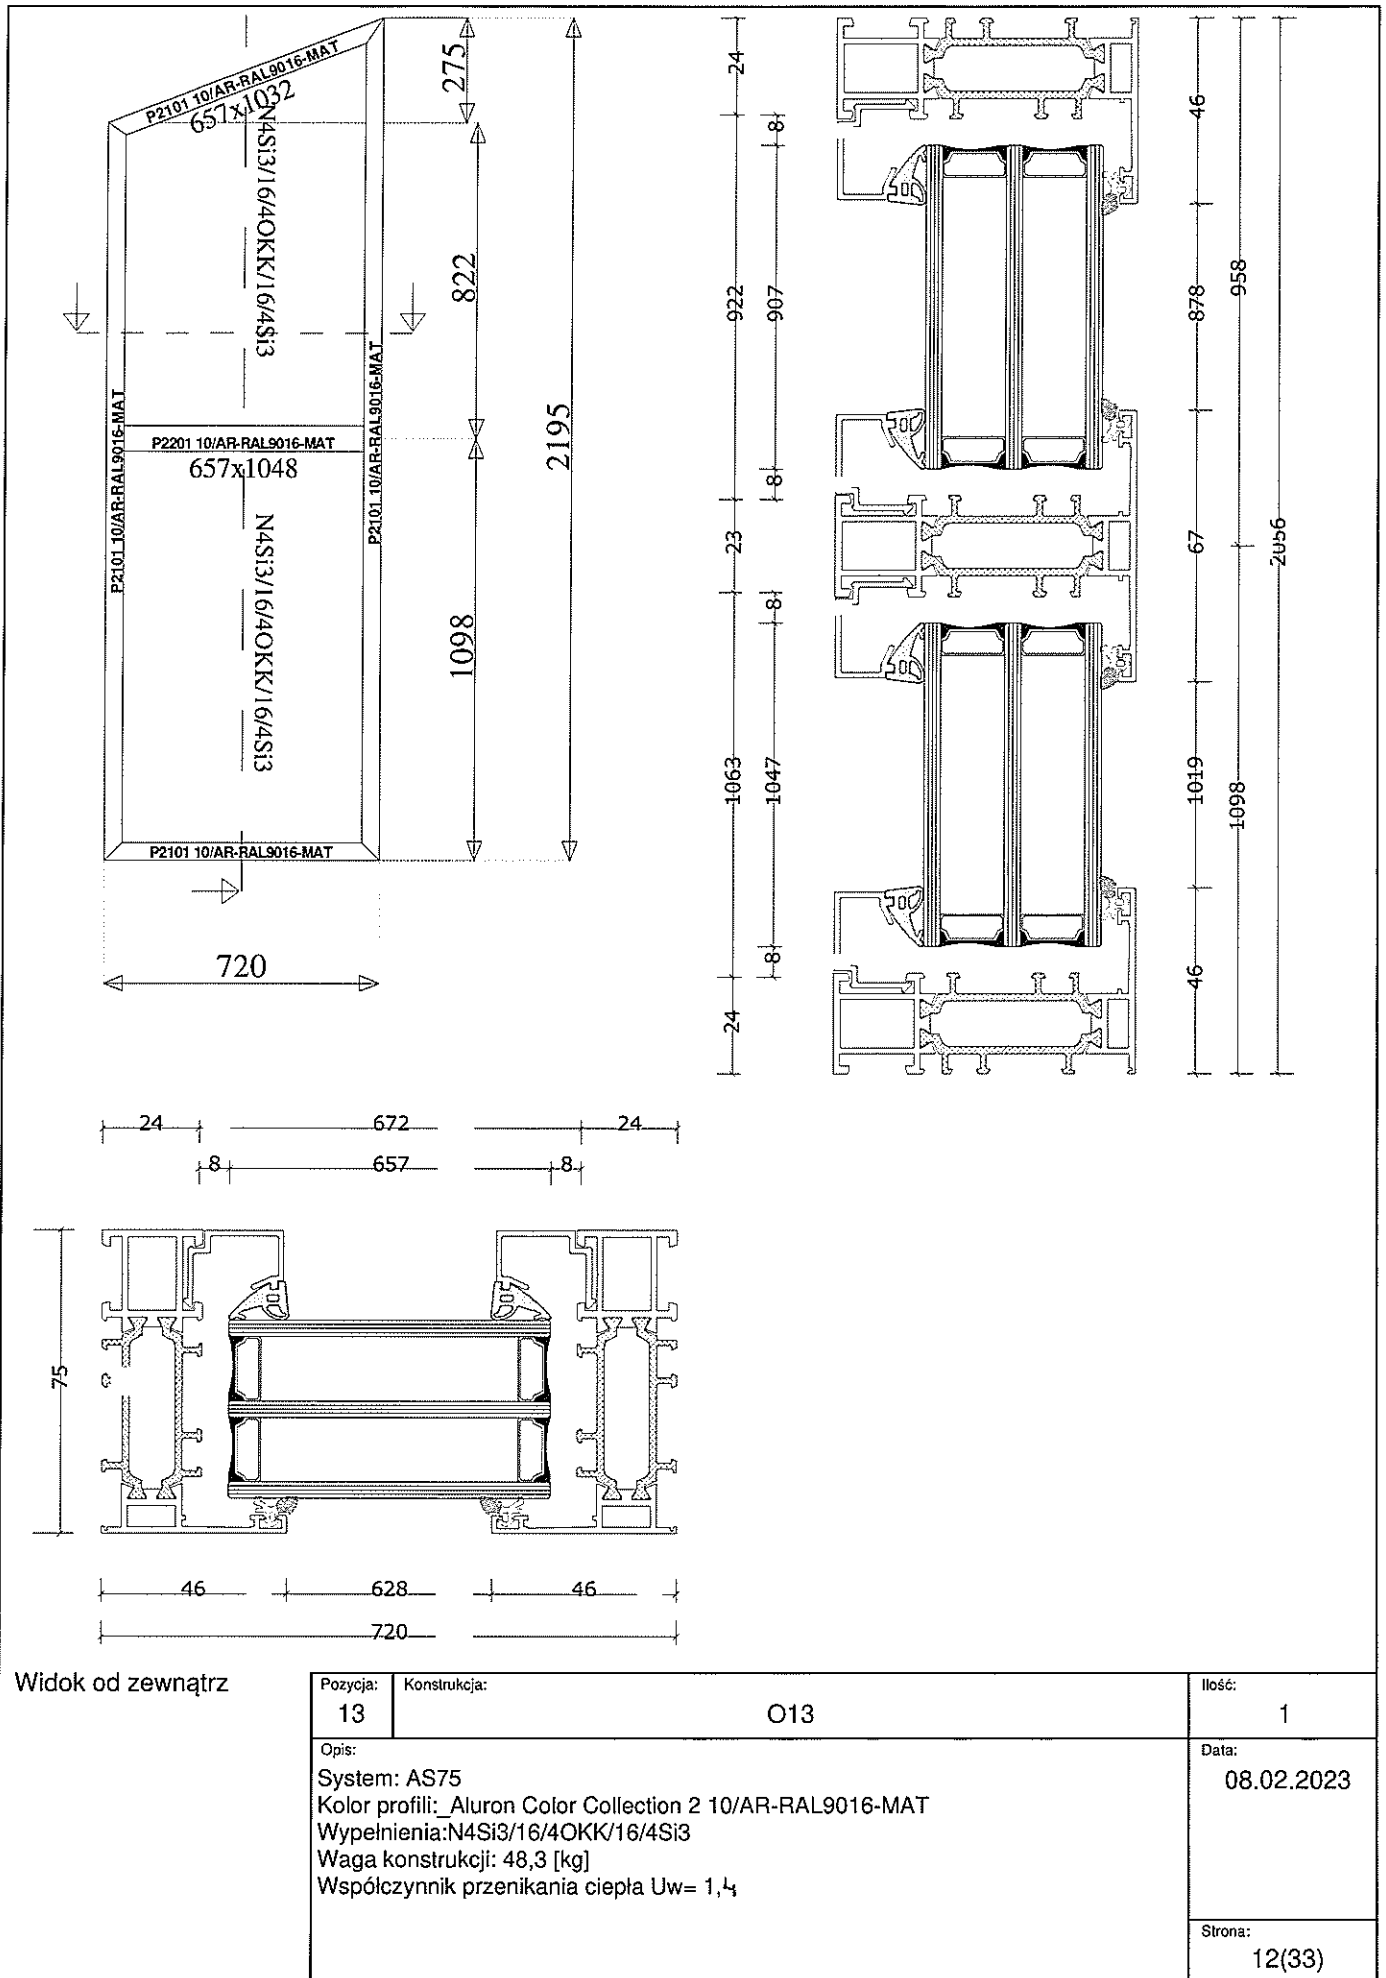 P2101 10/AR-RAL9016-MAT
657x1032
N4Si3/16/4OKK/16/4Si3
275
822
2195
P2101 10/AR-RAL9016-MAT
P2101 10/AR-RAL9016-MAT
P2201 10/AR-RAL9016-MAT
657x1048
N4Si3/16/4OKK/16/4Si3
1098
P2101 10/AR-RAL9016-MAT
720
24
8
922
907
8
23
8
1063
1047
8
24
46
878
958
67
2056
1019
1098
46
24
672
24
8
657
8
75
46
628
46
720
Widok od zewnątrz
Pozycja:
13
Konstrukcja:
O13
Ilość:
1
Opis:
System: AS75
Kolor profili:_Aluron Color Collection 2 10/AR-RAL9016-MAT
Wypełnienia:N4Si3/16/4OKK/16/4Si3
Waga konstrukcji: 48,3 [kg]
Współczynnik przenikania ciepła Uw= 1,4
Data:
08.02.2023
Strona:
12(33)